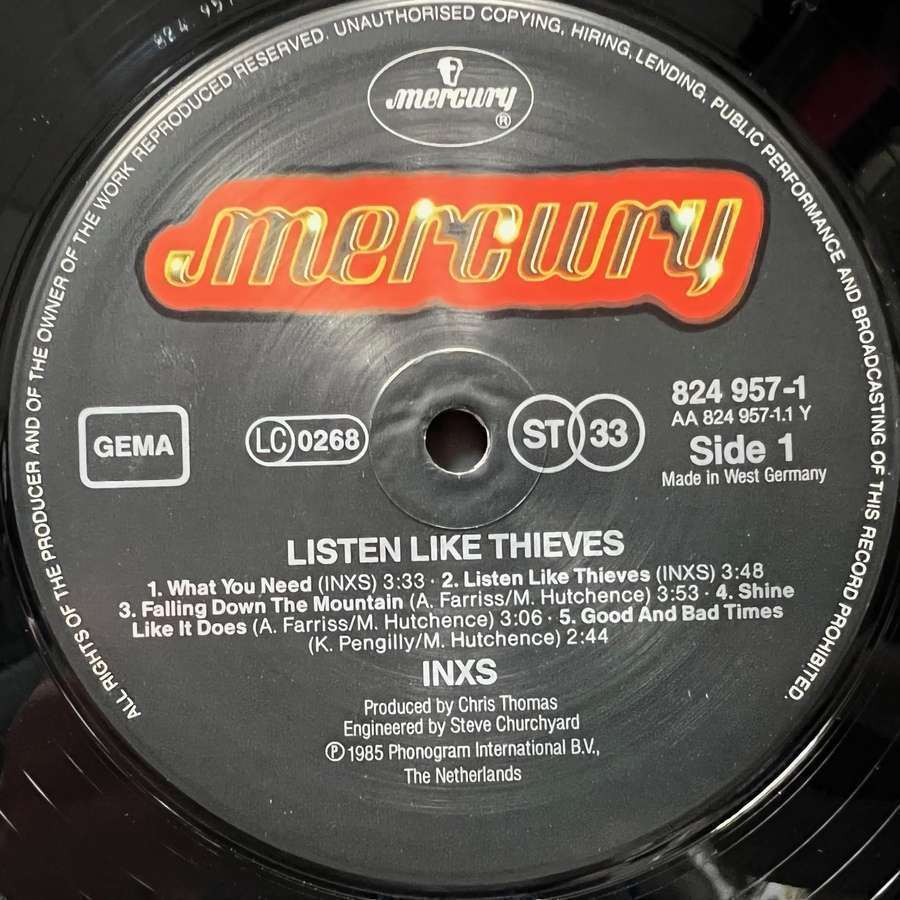 824 957
ALL RIGHTS OF THE PRODUCER AND OF THE OWNER OF THE WORK REPRODUCED RESERVED. UNAUTHORISED COPYING, HIRING, LENDING, PUBLIC PERFORMANCE AND BROADCASTING OF THIS RECORD PROHIBITED.
mercury ®
mercury
GEMA
LC 0268
ST 33
824 957-1
AA 824 957-1.1 Y
Side 1
Made in West Germany
LISTEN LIKE THIEVES
1. What You Need (INXS) 3:33 · 2. Listen Like Thieves (INXS) 3:48
3. Falling Down The Mountain (A. Farriss/M. Hutchence) 3:53 · 4. Shine
Like It Does (A. Farriss/M. Hutchence) 3:06 · 5. Good And Bad Times
(K. Pengilly/M. Hutchence) 2:44
INXS
Produced by Chris Thomas
Engineered by Steve Churchyard
℗ 1985 Phonogram International B.V.,
The Netherlands